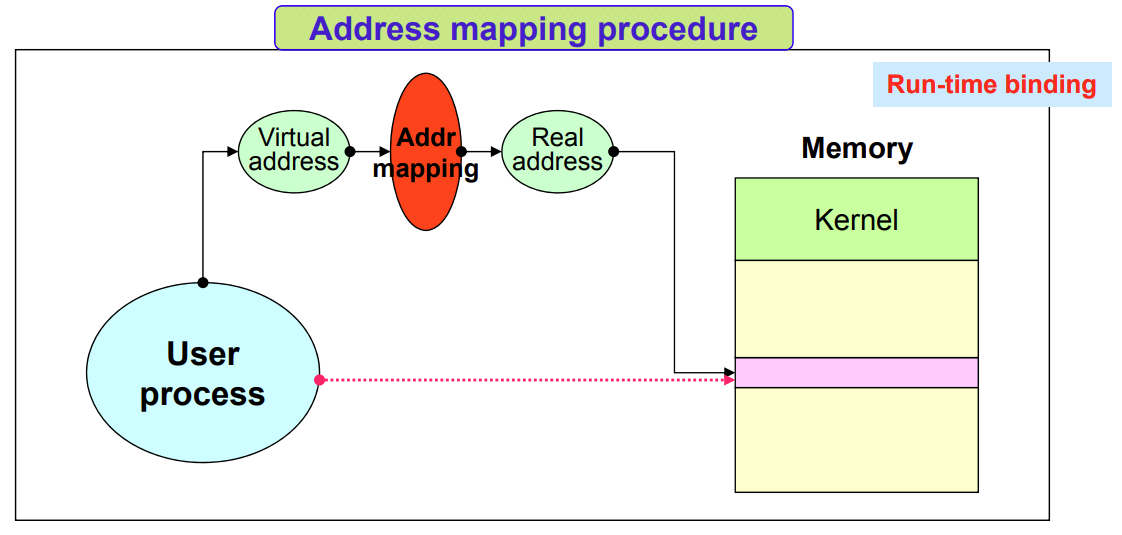 Address mapping procedure
Run-time binding
Virtual
address
Addr
mapping
Real
address
Memory
Kernel
User
process